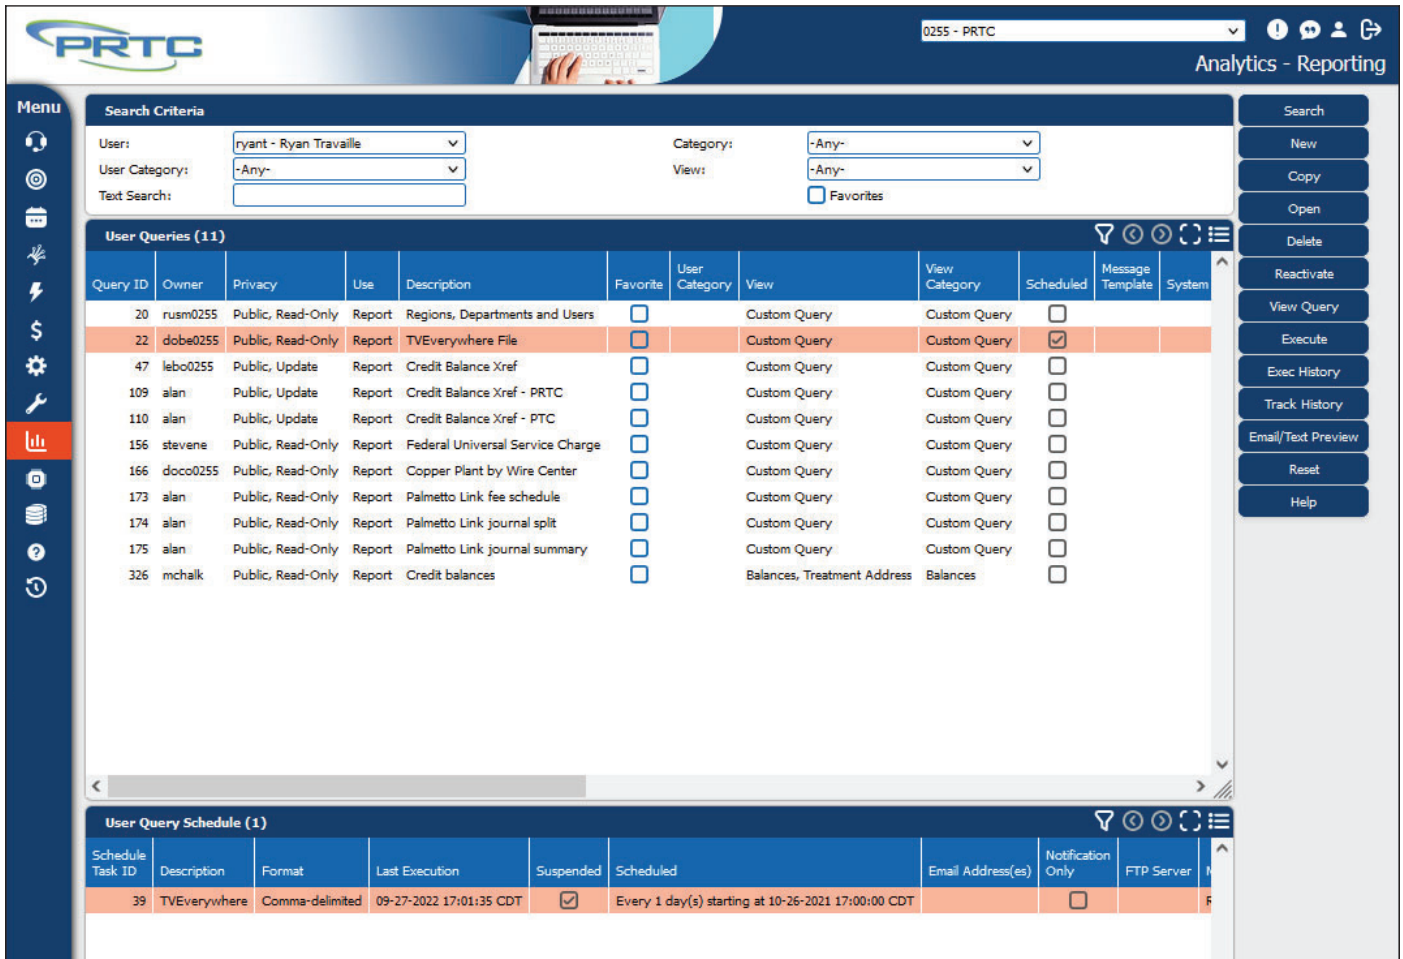 PRTC
0255 - PRTC
Analytics - Reporting
Menu
Search Criteria
User: ryant - Ryan Travaille Category: -Any-
User Category: -Any- View: -Any-
Text Search: Favorites
Search
New
Copy
Open
Delete
Reactivate
View Query
Execute
Exec History
Track History
Email/Text Preview
Reset
Help
User Queries (11)
Query ID Owner Privacy Use Description Favorite User Category View View Category Scheduled Message Template System
20 rusm0255 Public, Read-Only Report Regions, Departments and Users Custom Query Custom Query
22 dobe0255 Public, Read-Only Report TVEverywhere File Custom Query Custom Query
47 lebo0255 Public, Update Report Credit Balance Xref Custom Query Custom Query
109 alan Public, Update Report Credit Balance Xref - PRTC Custom Query Custom Query
110 alan Public, Update Report Credit Balance Xref - PTC Custom Query Custom Query
156 stevene Public, Read-Only Report Federal Universal Service Charge Custom Query Custom Query
166 doco0255 Public, Read-Only Report Copper Plant by Wire Center Custom Query Custom Query
173 alan Public, Read-Only Report Palmetto Link fee schedule Custom Query Custom Query
174 alan Public, Read-Only Report Palmetto Link journal split Custom Query Custom Query
175 alan Public, Read-Only Report Palmetto Link journal summary Custom Query Custom Query
326 mchalk Public, Read-Only Report Credit balances Balances, Treatment Address Balances
User Query Schedule (1)
Schedule Task ID Description Format Last Execution Suspended Scheduled Email Address(es) Notification Only FTP Server
39 TVEverywhere Comma-delimited 09-27-2022 17:01:35 CDT Every 1 day(s) starting at 10-26-2021 17:00:00 CDT